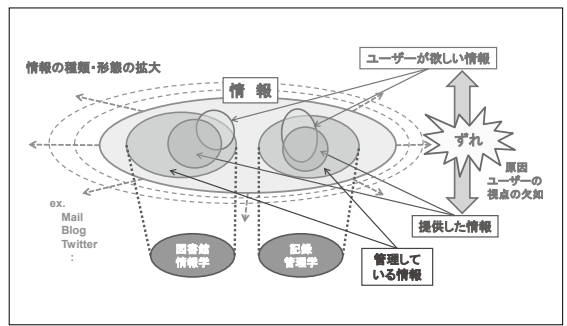 ユーザーが欲しい情報
情報の種類・形態の拡大
情 報
ずれ
原因
ユーザーの
視点の欠如
ex.
Mail
Blog
Twitter
:
提供した情報
図書館
情報学
記録
管理学
管理して
いる情報